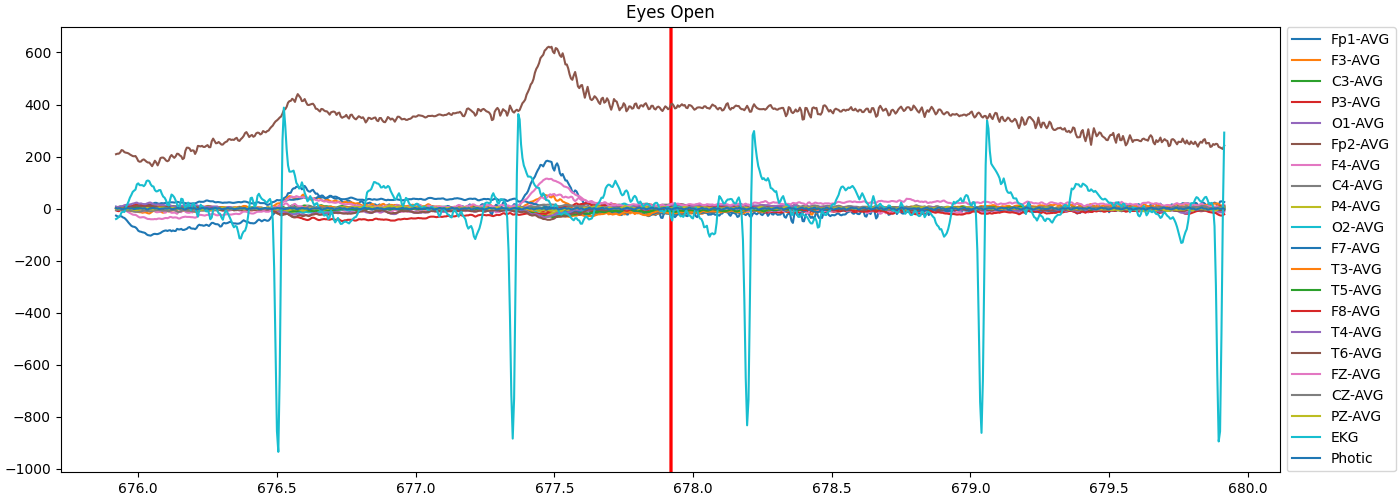 Eyes Open
600
400
200
0
−200
−400
−600
−800
−1000
676.0 676.5 677.0 677.5 678.0 678.5 679.0 679.5 680.0
Fp1-AVG
F3-AVG
C3-AVG
P3-AVG
O1-AVG
Fp2-AVG
F4-AVG
C4-AVG
P4-AVG
O2-AVG
F7-AVG
T3-AVG
T5-AVG
F8-AVG
T4-AVG
T6-AVG
FZ-AVG
CZ-AVG
PZ-AVG
EKG
Photic